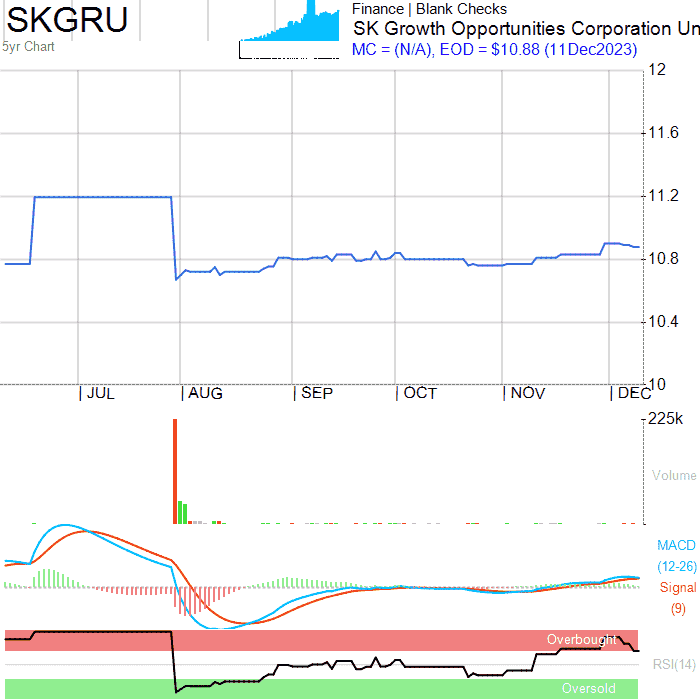 SKGRU
5yr Chart
Finance | Blank Checks
SK Growth Opportunities Corporation Un
MC = (N/A), EOD = $10.88 (11Dec2023)
12
11.6
11.2
10.8
10.4
10
JUL
AUG
SEP
OCT
NOV
DEC
225k
Volume
MACD
(12-26)
Signal
(9)
Overbought
RSI(14)
Oversold